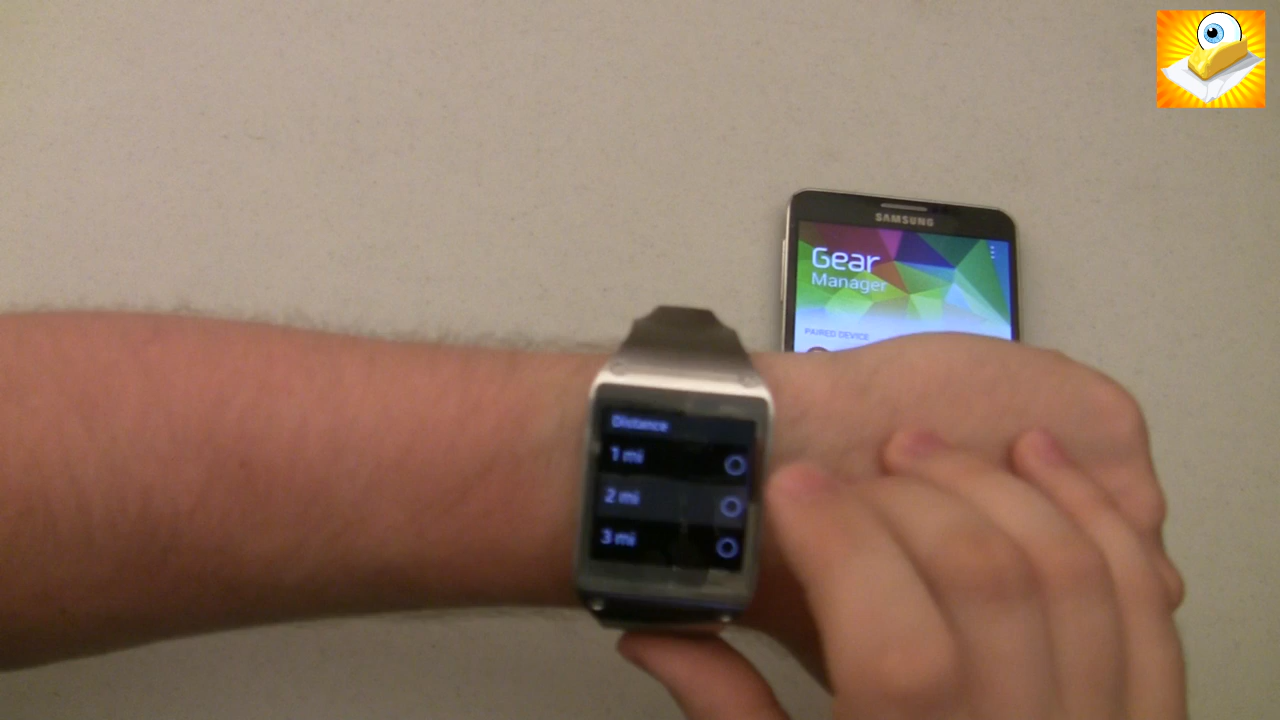 SAMSUNG
Gear
Manager
PAIRED DEVICE
Distance
1 mi
2 mi
3 mi